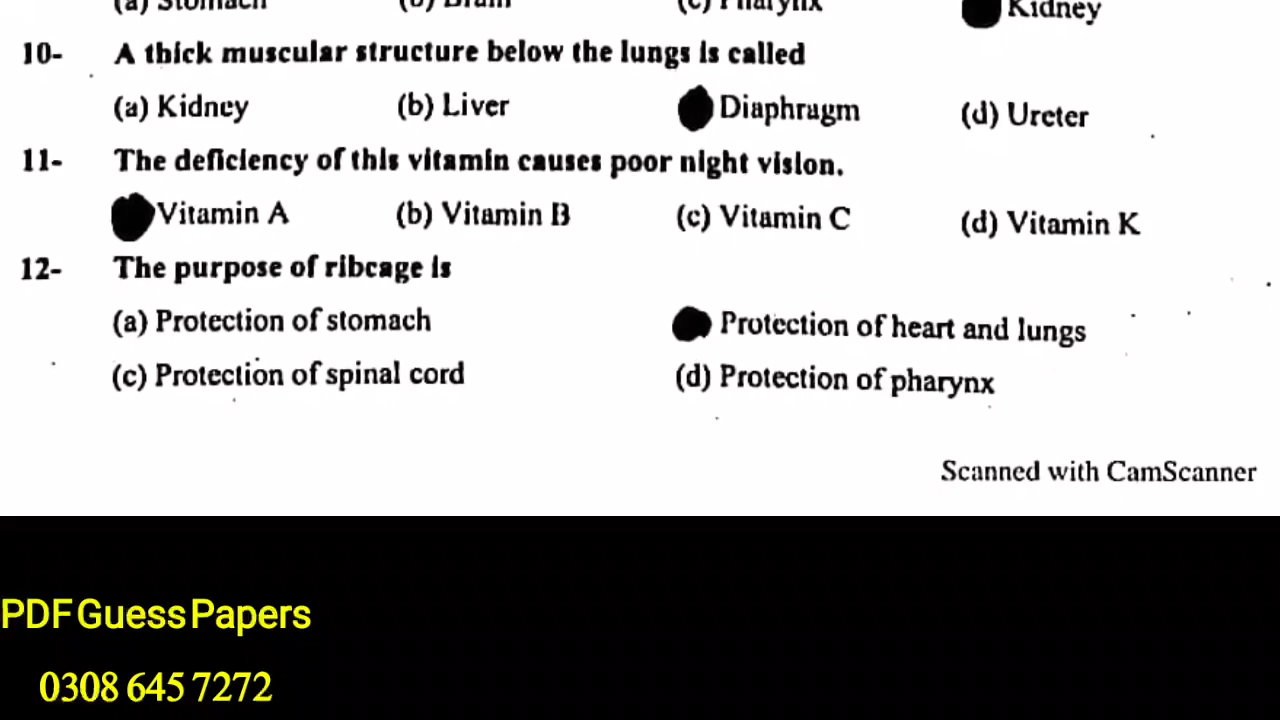 (a) Stomach (b) Brain (c) Pharynx Kidney
10- A thick muscular structure below the lungs is called
(a) Kidney (b) Liver Diaphragm (d) Ureter
11- The deficiency of this vitamin causes poor night vision.
Vitamin A (b) Vitamin B (c) Vitamin C (d) Vitamin K
12- The purpose of ribcage is
(a) Protection of stomach Protection of heart and lungs
(c) Protection of spinal cord (d) Protection of pharynx
Scanned with CamScanner
PDF Guess Papers
0308 645 7272